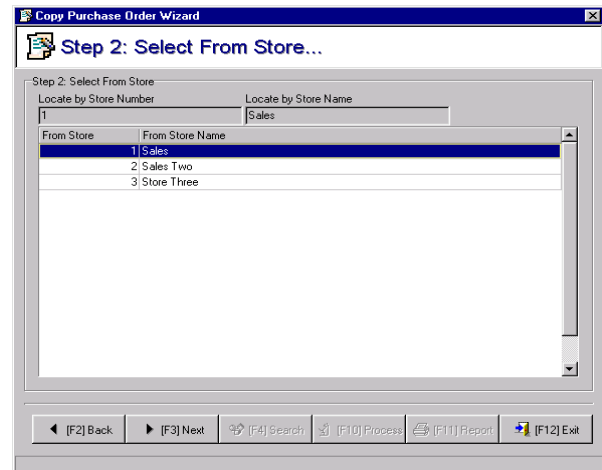 Copy Purchase Order Wizard
Step 2: Select From Store...
Step 2: Select From Store
Locate by Store Number Locate by Store Name
1 Sales
From Store From Store Name
1 Sales
2 Sales Two
3 Store Three
[F2] Back [F3] Next [F4] Search [F10] Process [F11] Report [F12] Exit